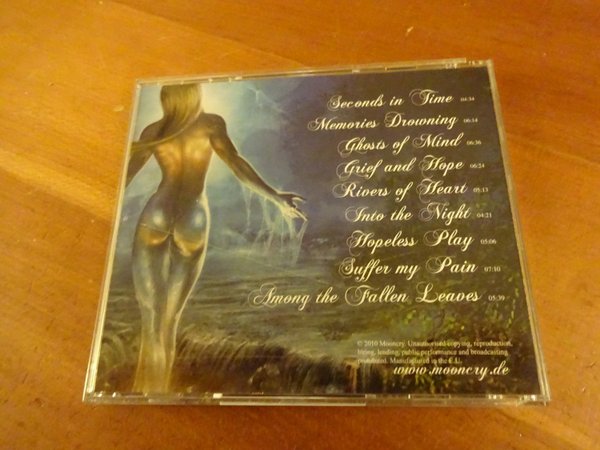 Seconds in Time 04:34
Memories Drowning 06:14
Ghosts of Mind 06:36
Grief and Hope 06:24
Rivers of Heart 05:13
Into the Night 04:21
Hopeless Play 05:06
Suffer my Pain 07:10
Among the Fallen Leaves 05:39
© 2010 Mooncry. Unauthorised copying, reproduction,
hiring, lending, public performance and broadcasting
prohibited. Manufactured in the E.U.
www.mooncry.de